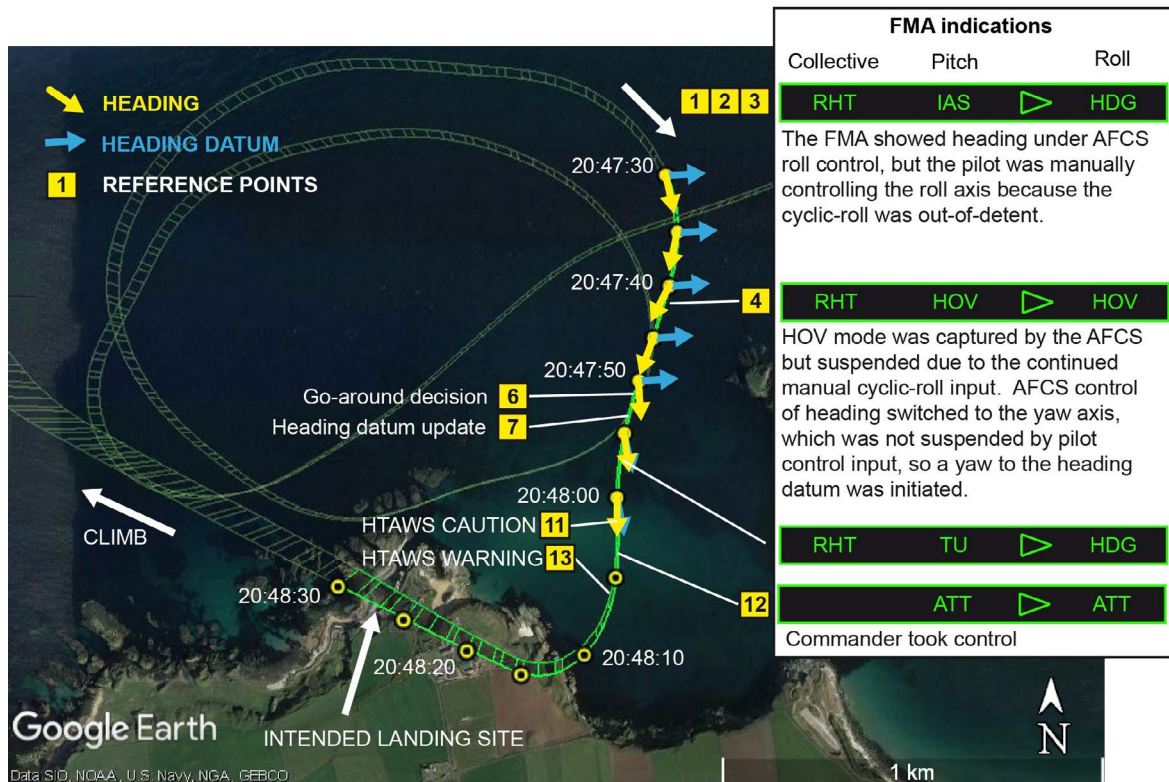 HEADING
HEADING DATUM
1 REFERENCE POINTS
1 2 3
20:47:30
20:47:40
4
20:47:50
Go-around decision 6
Heading datum update 7
20:48:00
HTAWS CAUTION 11
HTAWS WARNING 13
12
CLIMB
20:48:30
20:48:20
20:48:10
INTENDED LANDING SITE
Google Earth
Data SIO, NOAA, U.S. Navy, NGA, GEBCO
N
1 km
FMA indications
Collective Pitch Roll
RHT IAS HDG
The FMA showed heading under AFCS
roll control, but the pilot was manually
controlling the roll axis because the
cyclic-roll was out-of-detent.
RHT HOV HOV
HOV mode was captured by the AFCS
but suspended due to the continued
manual cyclic-roll input. AFCS control
of heading switched to the yaw axis,
which was not suspended by pilot
control input, so a yaw to the heading
datum was initiated.
RHT TU HDG
ATT ATT
Commander took control